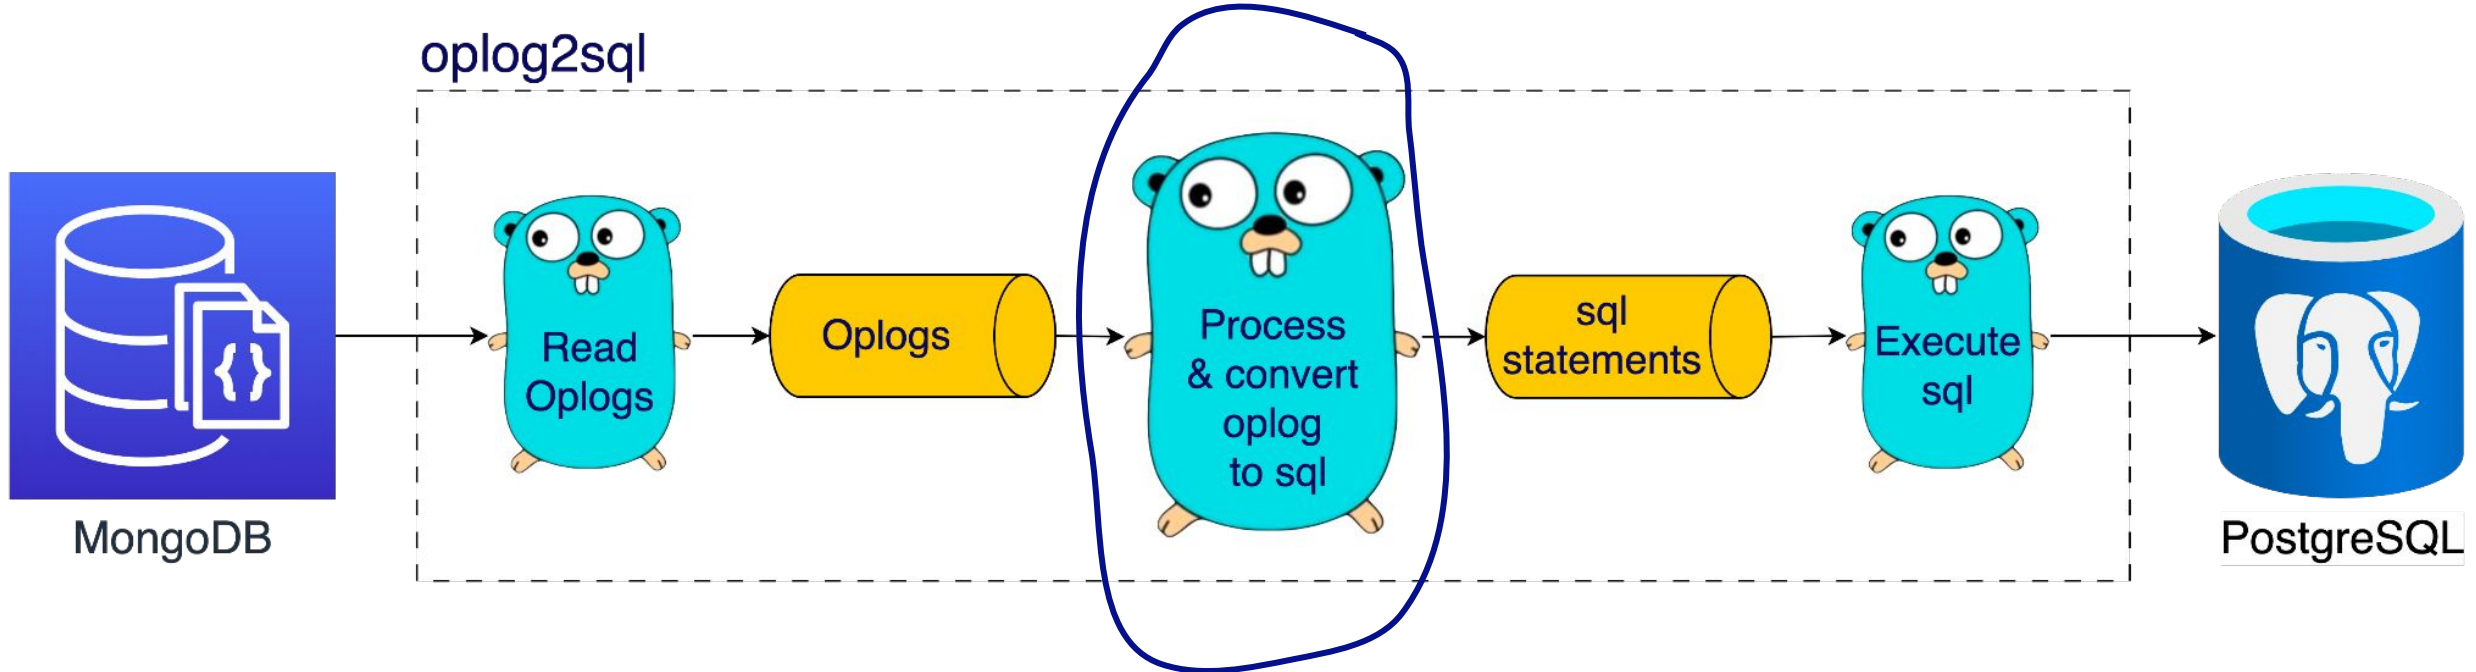 oplog2sql
MongoDB
Read
Oplogs
Oplogs
Process
& convert
oplog
to sql
sql
statements
Execute
sql
PostgreSQL